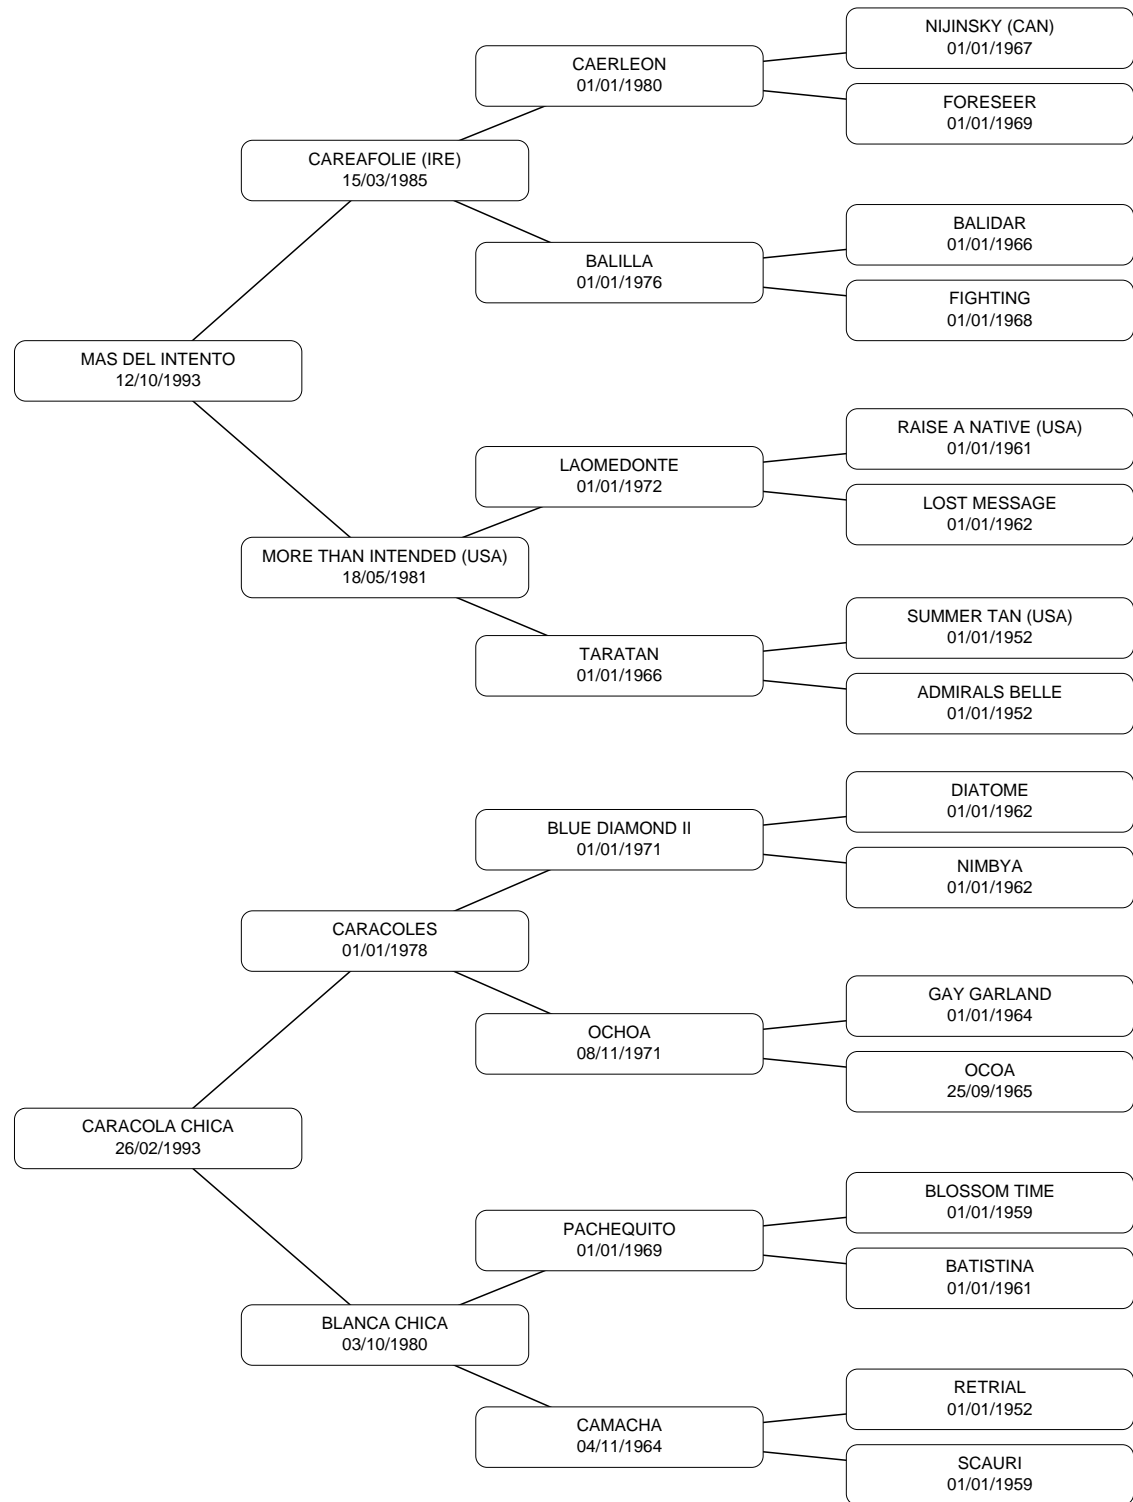 NIJINSKY (CAN)
01/01/1967
CAERLEON
01/01/1980
FORESEER
01/01/1969
CAREAFOLIE (IRE)
15/03/1985
BALIDAR
01/01/1966
BALILLA
01/01/1976
FIGHTING
01/01/1968
MAS DEL INTENTO
12/10/1993
RAISE A NATIVE (USA)
01/01/1961
LAOMEDONTE
01/01/1972
LOST MESSAGE
01/01/1962
MORE THAN INTENDED (USA)
18/05/1981
SUMMER TAN (USA)
01/01/1952
TARATAN
01/01/1966
ADMIRALS BELLE
01/01/1952
DIATOME
01/01/1962
BLUE DIAMOND II
01/01/1971
NIMBYA
01/01/1962
CARACOLES
01/01/1978
GAY GARLAND
01/01/1964
OCHOA
08/11/1971
OCOA
25/09/1965
CARACOLA CHICA
26/02/1993
BLOSSOM TIME
01/01/1959
PACHEQUITO
01/01/1969
BATISTINA
01/01/1961
BLANCA CHICA
03/10/1980
RETRIAL
01/01/1952
CAMACHA
04/11/1964
SCAURI
01/01/1959